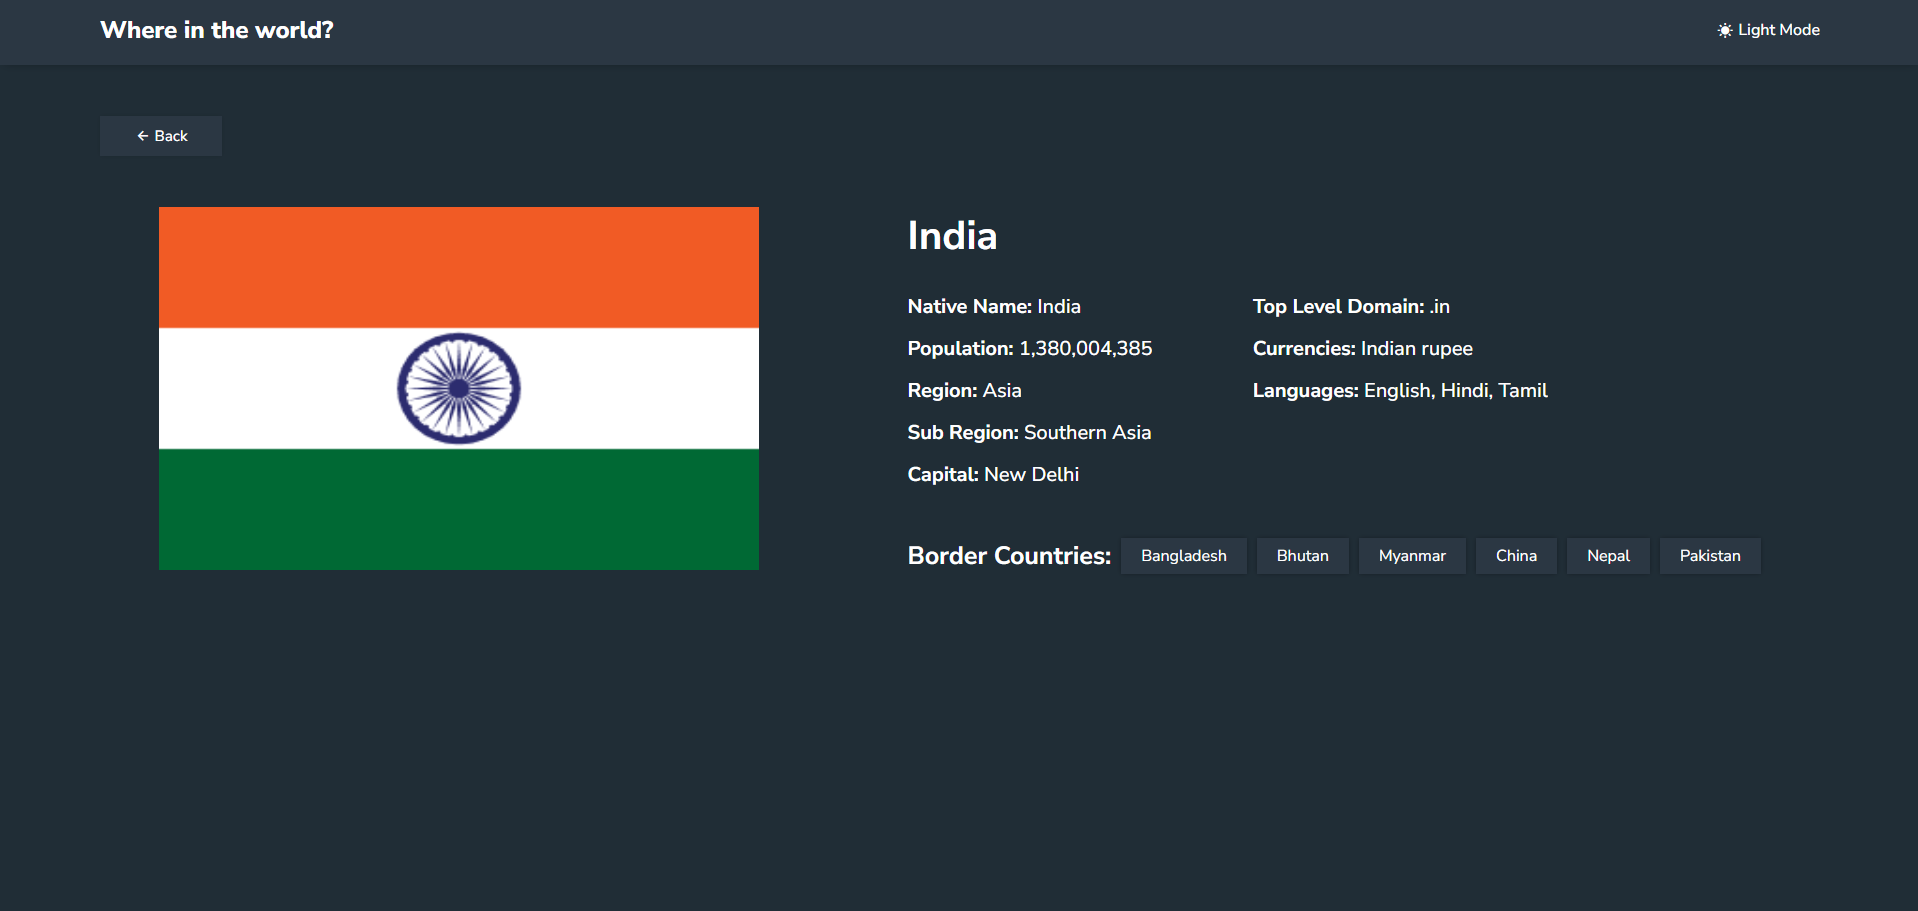 Where in the world?
Light Mode
← Back
India
Native Name: India
Population: 1,380,004,385
Region: Asia
Sub Region: Southern Asia
Capital: New Delhi
Top Level Domain: .in
Currencies: Indian rupee
Languages: English, Hindi, Tamil
Border Countries: Bangladesh Bhutan Myanmar China Nepal Pakistan